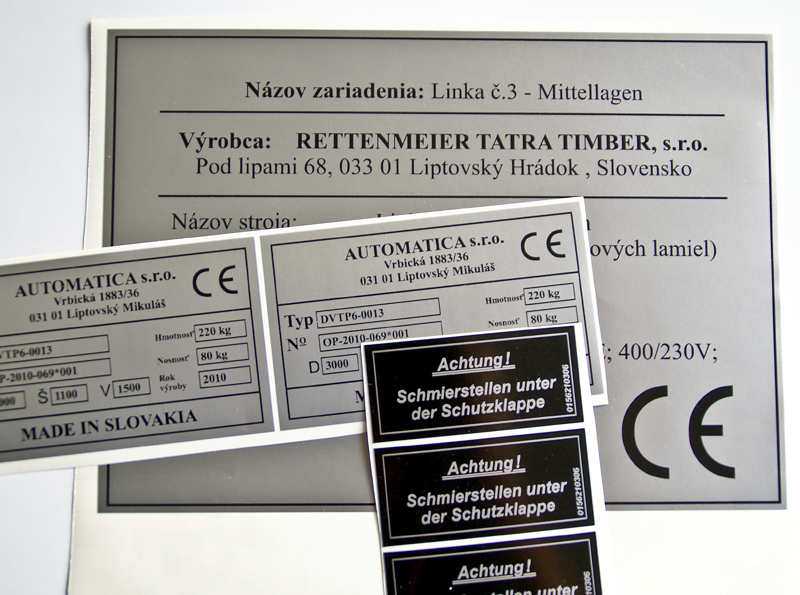 Názov zariadenia: Linka č.3 - Mittellagen
Výrobca: RETTENMEIER TATRA TIMBER, s.r.o.
Pod lipami 68, 033 01 Liptovský Hrádok , Slovensko
Názov stroja:
ových lamiel)
400/230V;
CE
AUTOMATICA s.r.o.
CE
Vrbická 1883/36
031 01 Liptovský Mikuláš
VTP6-0013
Hmotnosť 220 kg
P-2010-069*001
Nosnosť 80 kg
000 Š 1100 V 1500
Rok výroby 2010
MADE IN SLOVAKIA
AUTOMATICA s.r.o.
CE
Vrbická 1883/36
031 01 Liptovský Mikuláš
Typ DVTP6-0013
Hmotnosť 220 kg
Nº OP-2010-069*001
Nosnosť 80 kg
D 3000
M
Achtung!
Schmierstellen unter
der Schutzklappe
0156210306
Achtung!
Schmierstellen unter
der Schutzklappe
0156210306
Achtung!
Schmierstellen unter
0156210306